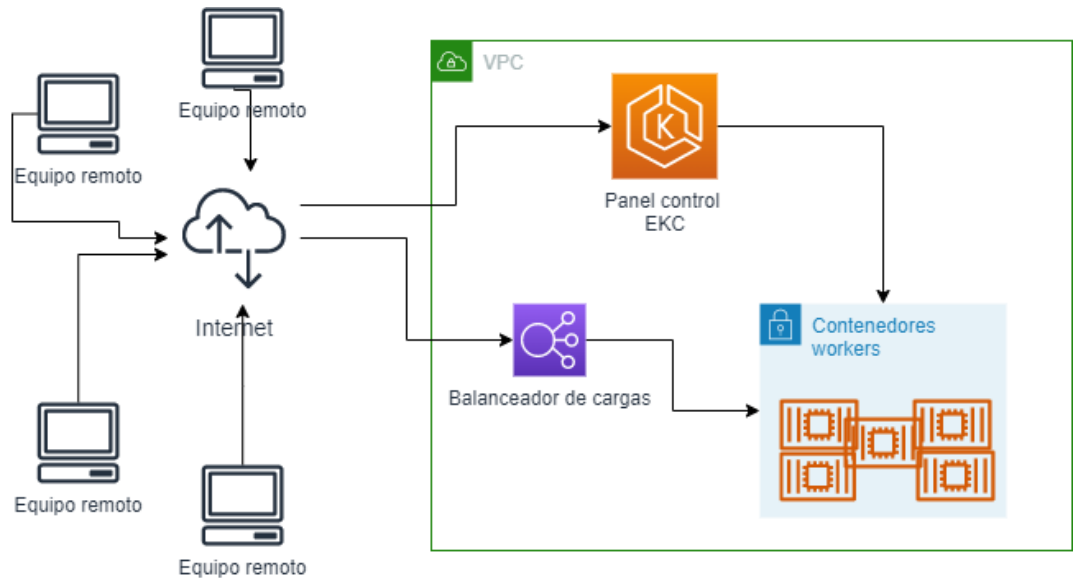 Equipo remoto
Equipo remoto
VPC
Panel control
EKC
Internet
Contenedores
workers
Balanceador de cargas
Equipo remoto
Equipo remoto
K